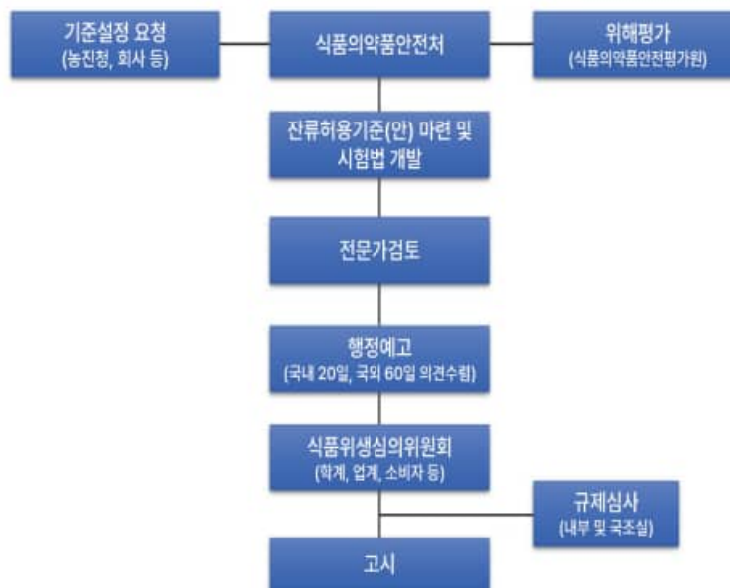 기준설정 요청
(농진청, 회사 등)
식품의약품안전처
위해평가
(식품의약품안전평가원)
잔류허용기준(안) 마련 및
시험법 개발
전문가검토
행정예고
(국내 20일, 국외 60일 의견수렴)
식품위생심의위원회
(학계, 업계, 소비자 등)
규제심사
(내부 및 국조실)
고시